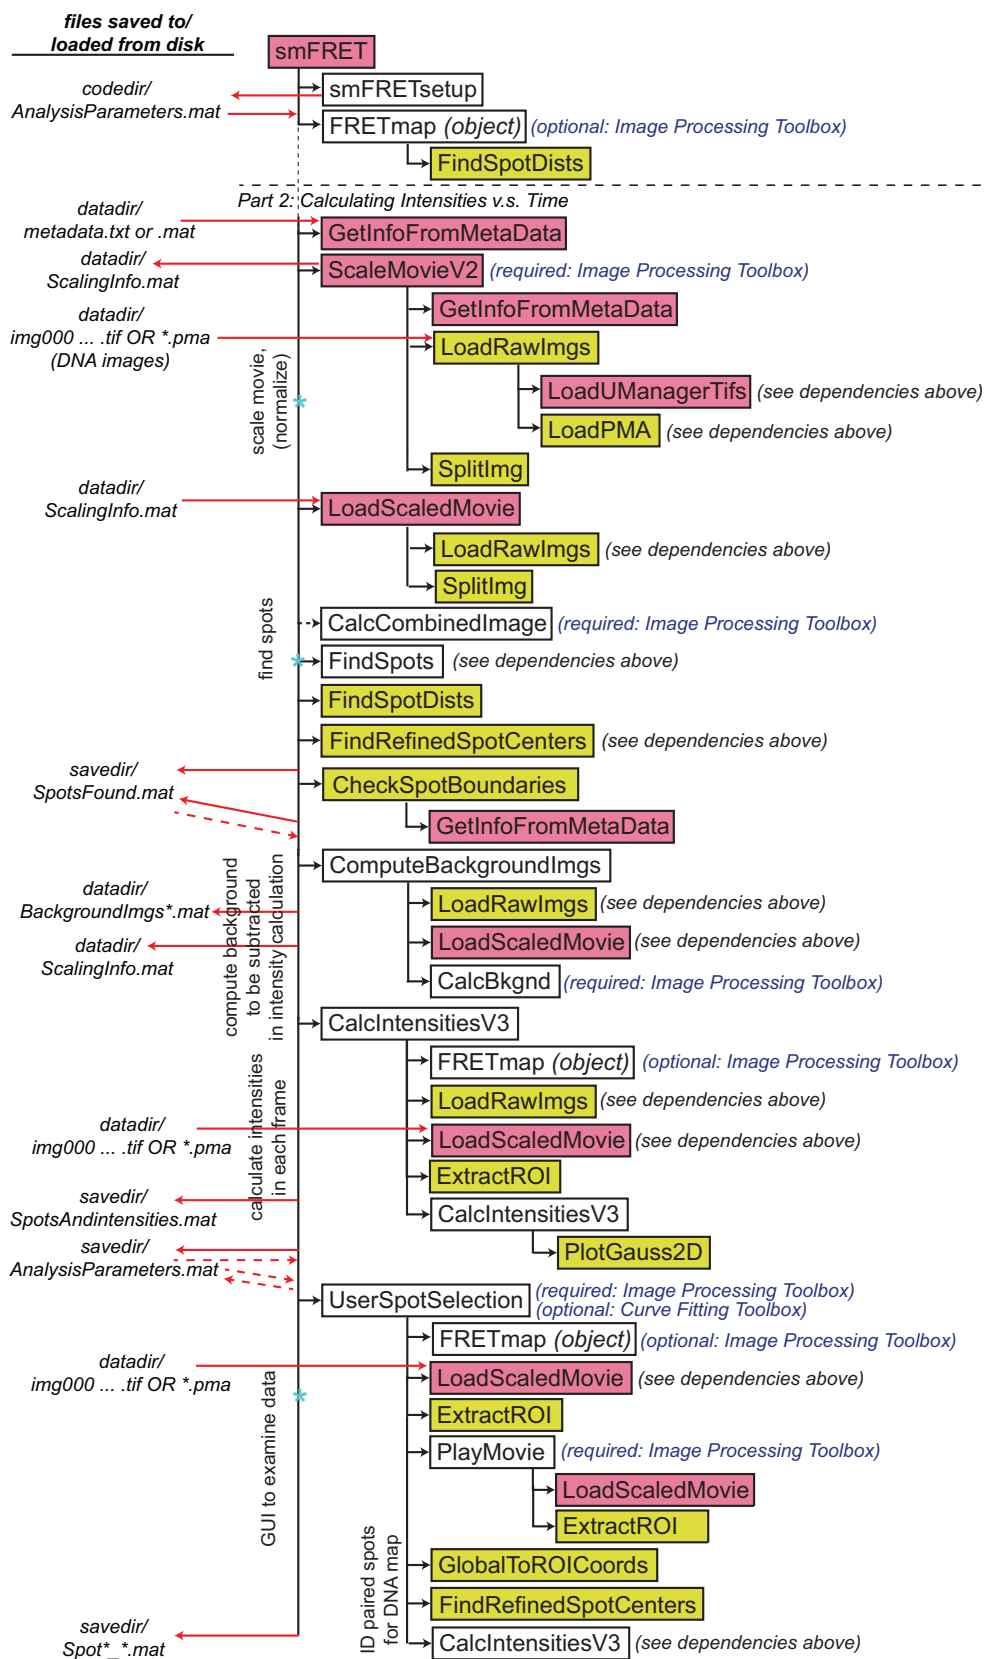 files saved to/
loaded from disk
smFRET
smFRETsetup
codedir/
AnalysisParameters.mat
FRETmap (object) (optional: Image Processing Toolbox)
FindSpotDists
Part 2: Calculating Intensities v.s. Time
datadir/
metadata.txt or .mat
GetInfoFromMetaData
datadir/
ScalingInfo.mat
ScaleMovieV2 (required: Image Processing Toolbox)
GetInfoFromMetaData
datadir/
img000 ... .tif OR *.pma
(DNA images)
LoadRawImgs
LoadUManagerTifs (see dependencies above)
LoadPMA (see dependencies above)
scale movie,
(normalize)
*
SplitImg
datadir/
ScalingInfo.mat
LoadScaledMovie
LoadRawImgs (see dependencies above)
SplitImg
find spots
CalcCombinedImage (required: Image Processing Toolbox)
*
FindSpots (see dependencies above)
FindSpotDists
FindRefinedSpotCenters (see dependencies above)
savedir/
SpotsFound.mat
CheckSpotBoundaries
GetInfoFromMetaData
ComputeBackgroundImgs
compute background
to be subtracted
in intensity calculation
datadir/
BackgroundImgs*.mat
LoadRawImgs (see dependencies above)
datadir/
ScalingInfo.mat
LoadScaledMovie (see dependencies above)
CalcBkgnd (required: Image Processing Toolbox)
CalcIntensitiesV3
FRETmap (object) (optional: Image Processing Toolbox)
LoadRawImgs (see dependencies above)
calculate intensities
in each frame
datadir/
img000 ... .tif OR *.pma
LoadScaledMovie (see dependencies above)
ExtractROI
savedir/
SpotsAndintensities.mat
CalcIntensitiesV3
PlotGauss2D
savedir/
AnalysisParameters.mat
UserSpotSelection (required: Image Processing Toolbox)
(optional: Curve Fitting Toolbox)
FRETmap (object) (optional: Image Processing Toolbox)
datadir/
img000 ... .tif OR *.pma
LoadScaledMovie (see dependencies above)
*
ExtractROI
GUI to examine data
PlayMovie (required: Image Processing Toolbox)
LoadScaledMovie
ExtractROI
ID paired spots
for DNA map
GlobalToROICoords
FindRefinedSpotCenters
savedir/
Spot*_*.mat
CalcIntensitiesV3 (see dependencies above)